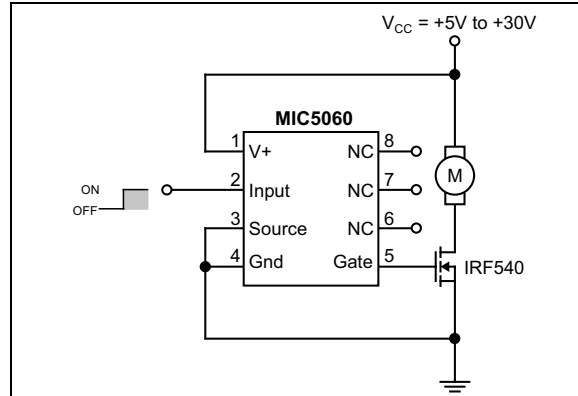 V_CC = +5V to +30V
MIC5060
1 V+ NC 8
ON
OFF
2 Input NC 7
M
3 Source NC 6
4 Gnd Gate 5
IRF540